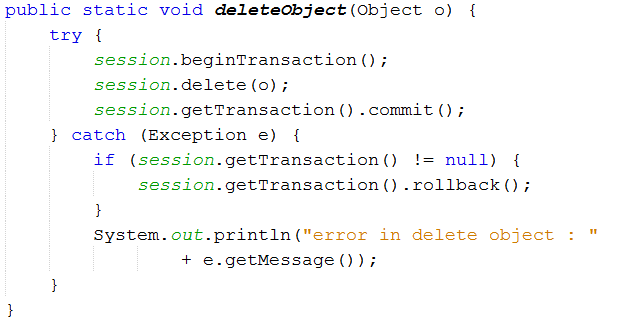 public static void deleteObject(Object o) {
    try {
        session.beginTransaction();
        session.delete(o);
        session.getTransaction().commit();
    } catch (Exception e) {
        if (session.getTransaction() != null) {
            session.getTransaction().rollback();
        }
        System.out.println("error in delete object : "
                + e.getMessage());
    }
}